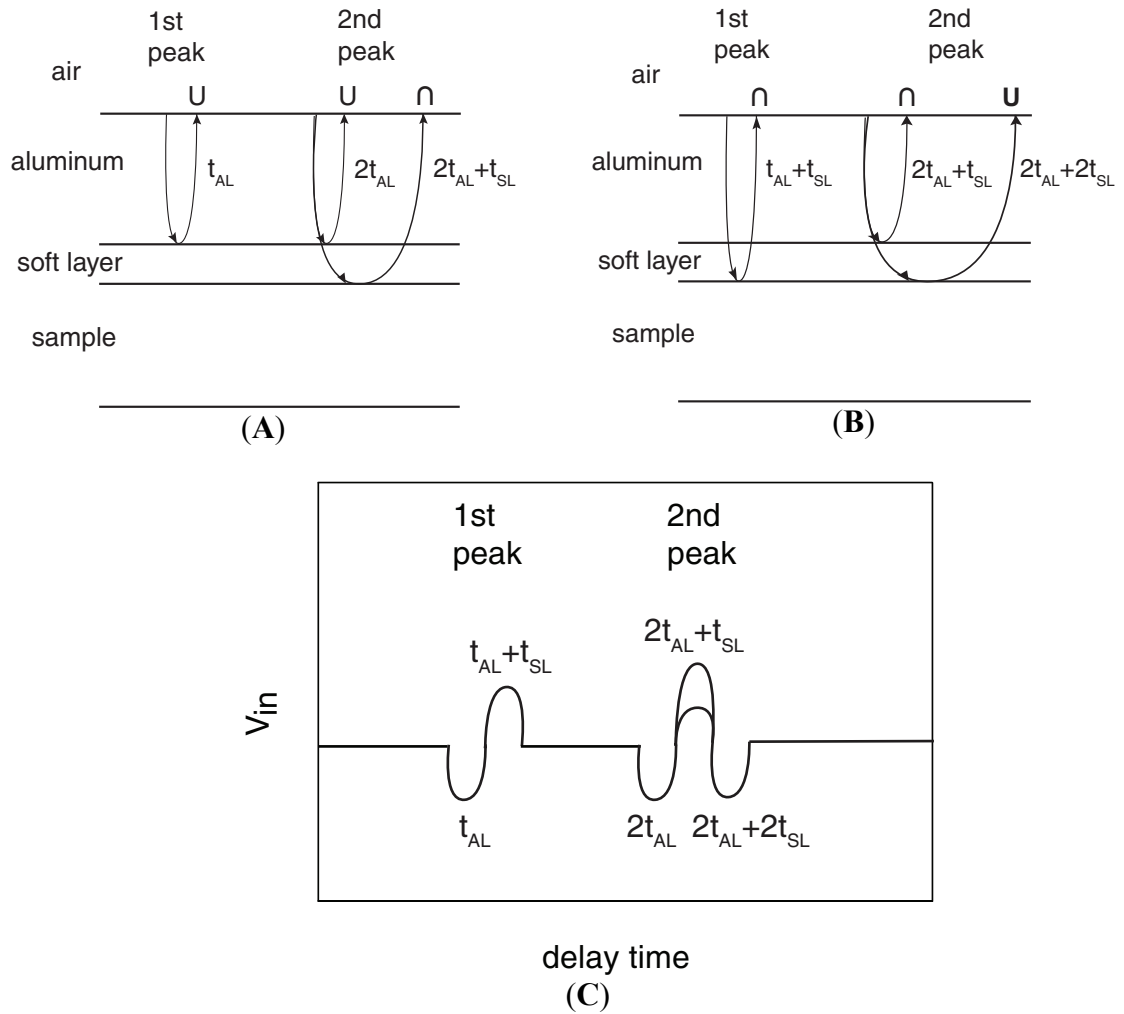 1st
peak
2nd
peak
air
U
U
∩
aluminum
t_AL
2t_AL
2t_AL+t_SL
soft layer
sample
(A)
1st
peak
2nd
peak
air
∩
∩
U
aluminum
t_AL+t_SL
2t_AL+t_SL
2t_AL+2t_SL
soft layer
sample
(B)
1st
peak
2nd
peak
t_AL+t_SL
2t_AL+t_SL
V_in
t_AL
2t_AL
2t_AL+2t_SL
delay time
(C)